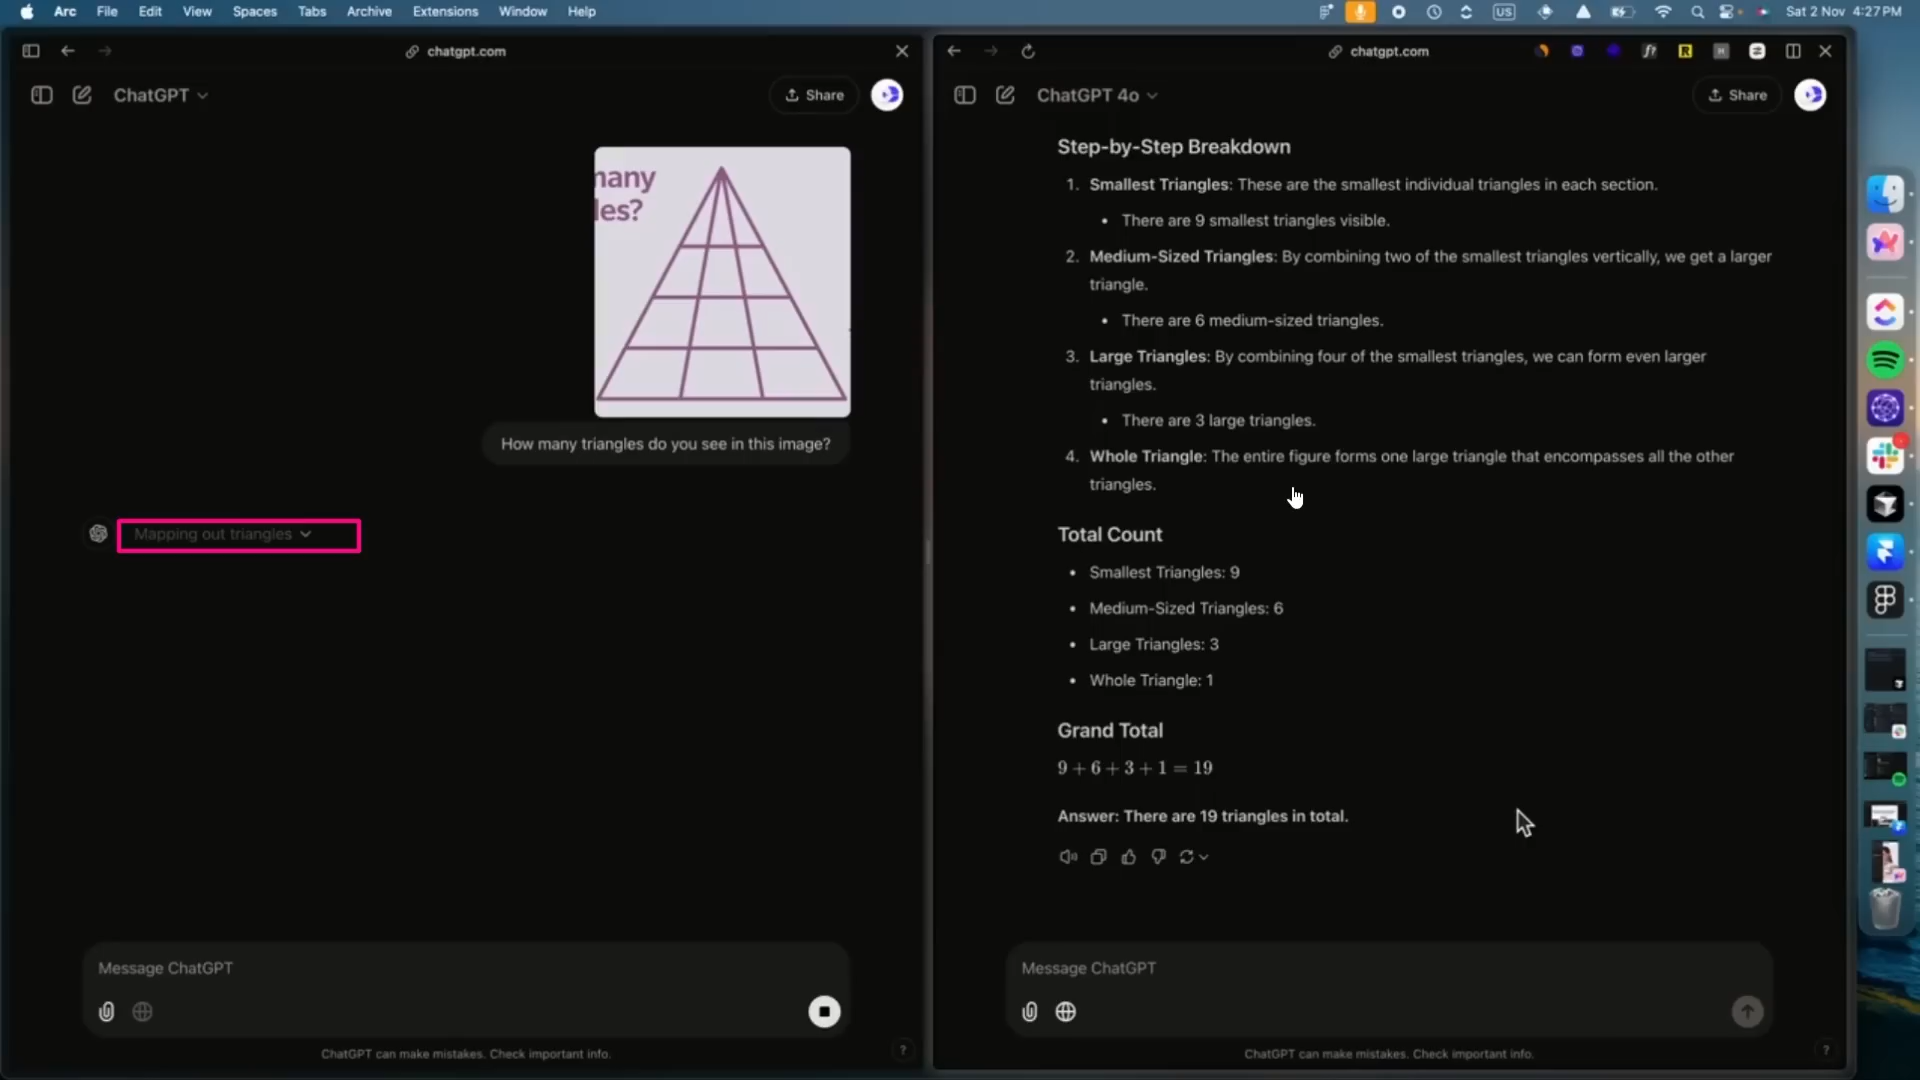 Arc File Edit View Spaces Tabs Archive Extensions Window Help
US
Sat 2 Nov 4:27 PM
chatgpt.com
ChatGPT
Share
many
les?
How many triangles do you see in this image?
Mapping out triangles
Message ChatGPT
ChatGPT can make mistakes. Check important info.
?
chatgpt.com
f?
R
H
ChatGPT 4o
Share
Step-by-Step Breakdown
1. Smallest Triangles: These are the smallest individual triangles in each section.
• There are 9 smallest triangles visible.
2. Medium-Sized Triangles: By combining two of the smallest triangles vertically, we get a larger
triangle.
• There are 6 medium-sized triangles.
3. Large Triangles: By combining four of the smallest triangles, we can form even larger
triangles.
• There are 3 large triangles.
4. Whole Triangle: The entire figure forms one large triangle that encompasses all the other
triangles.
Total Count
• Smallest Triangles: 9
• Medium-Sized Triangles: 6
• Large Triangles: 3
• Whole Triangle: 1
Grand Total
9 + 6 + 3 + 1 = 19
Answer: There are 19 triangles in total.
Message ChatGPT
ChatGPT can make mistakes. Check important info.
?